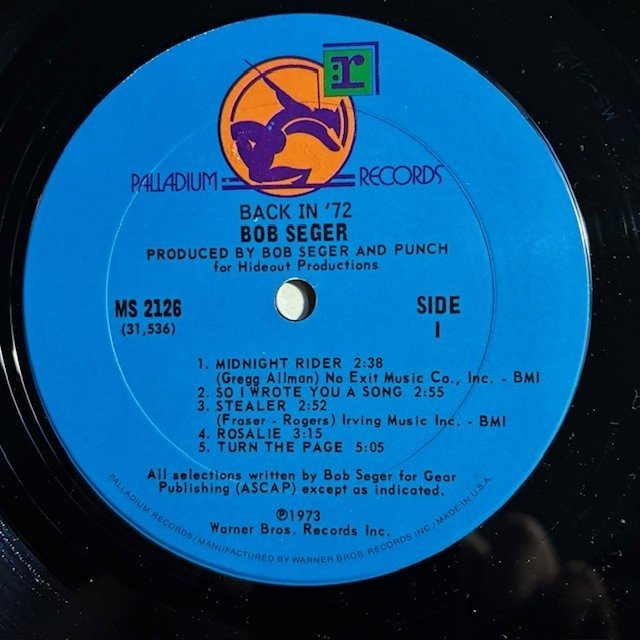 r
PALLADIUM RECORDS
BACK IN '72
BOB SEGER
PRODUCED BY BOB SEGER AND PUNCH
for Hideout Productions
MS 2126
(31,536)
SIDE
1
1. MIDNIGHT RIDER 2:38
(Gregg Allman) No Exit Music Co., Inc. - BMI
2. SO I WROTE YOU A SONG 2:55
3. STEALER 2:52
(Fraser - Rogers) Irving Music Inc. - BMI
4. ROSALIE 3:15
5. TURN THE PAGE 5:05
All selections written by Bob Seger for Gear
Publishing (ASCAP) except as indicated.
℗1973
Warner Bros. Records Inc.
PALLADIUM RECORDS/MANUFACTURED BY WARNER BROS. RECORDS INC./MADE IN U.S.A.